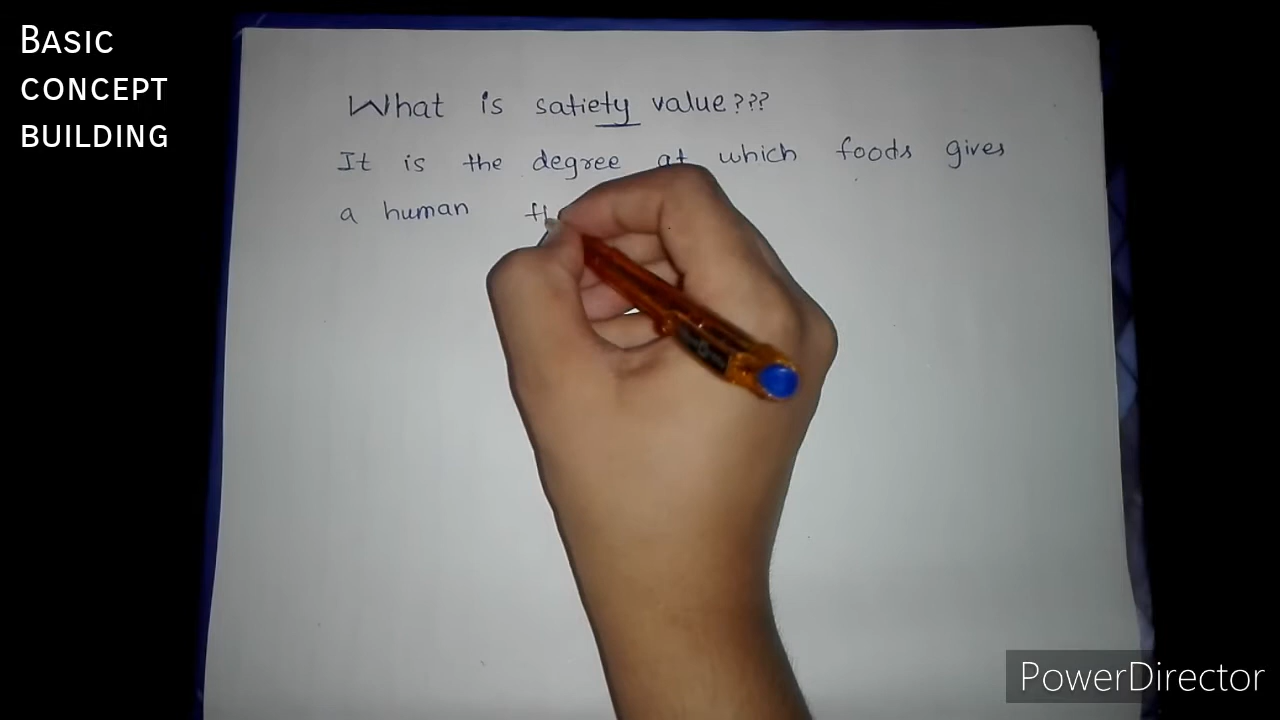 BASIC
CONCEPT
BUILDING
What is satiety value???
It is the degree at which foods gives
a human
PowerDirector